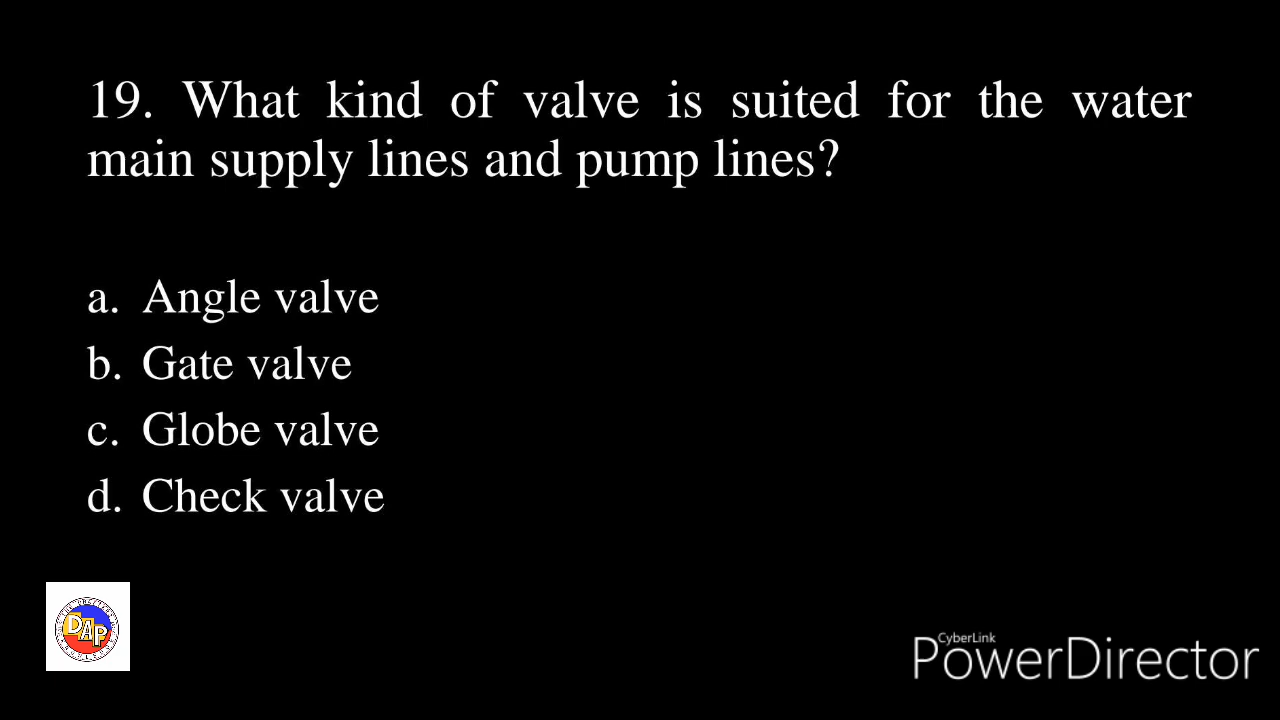 19. What kind of valve is suited for the water
main supply lines and pump lines?
a. Angle valve
b. Gate valve
c. Globe valve
d. Check valve
DAP
CyberLink
PowerDirector